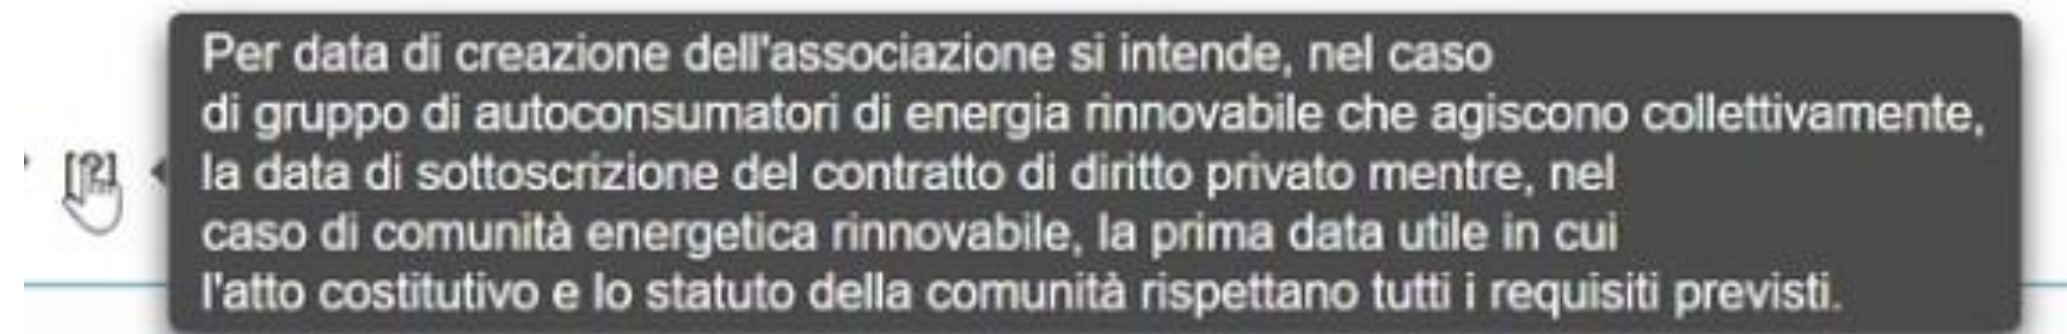 Per data di creazione dell'associazione si intende, nel caso
di gruppo di autoconsumatori di energia rinnovabile che agiscono collettivamente,
[?]
la data di sottoscrizione del contratto di diritto privato mentre, nel
caso di comunità energetica rinnovabile, la prima data utile in cui
l'atto costitutivo e lo statuto della comunità rispettano tutti i requisiti previsti.